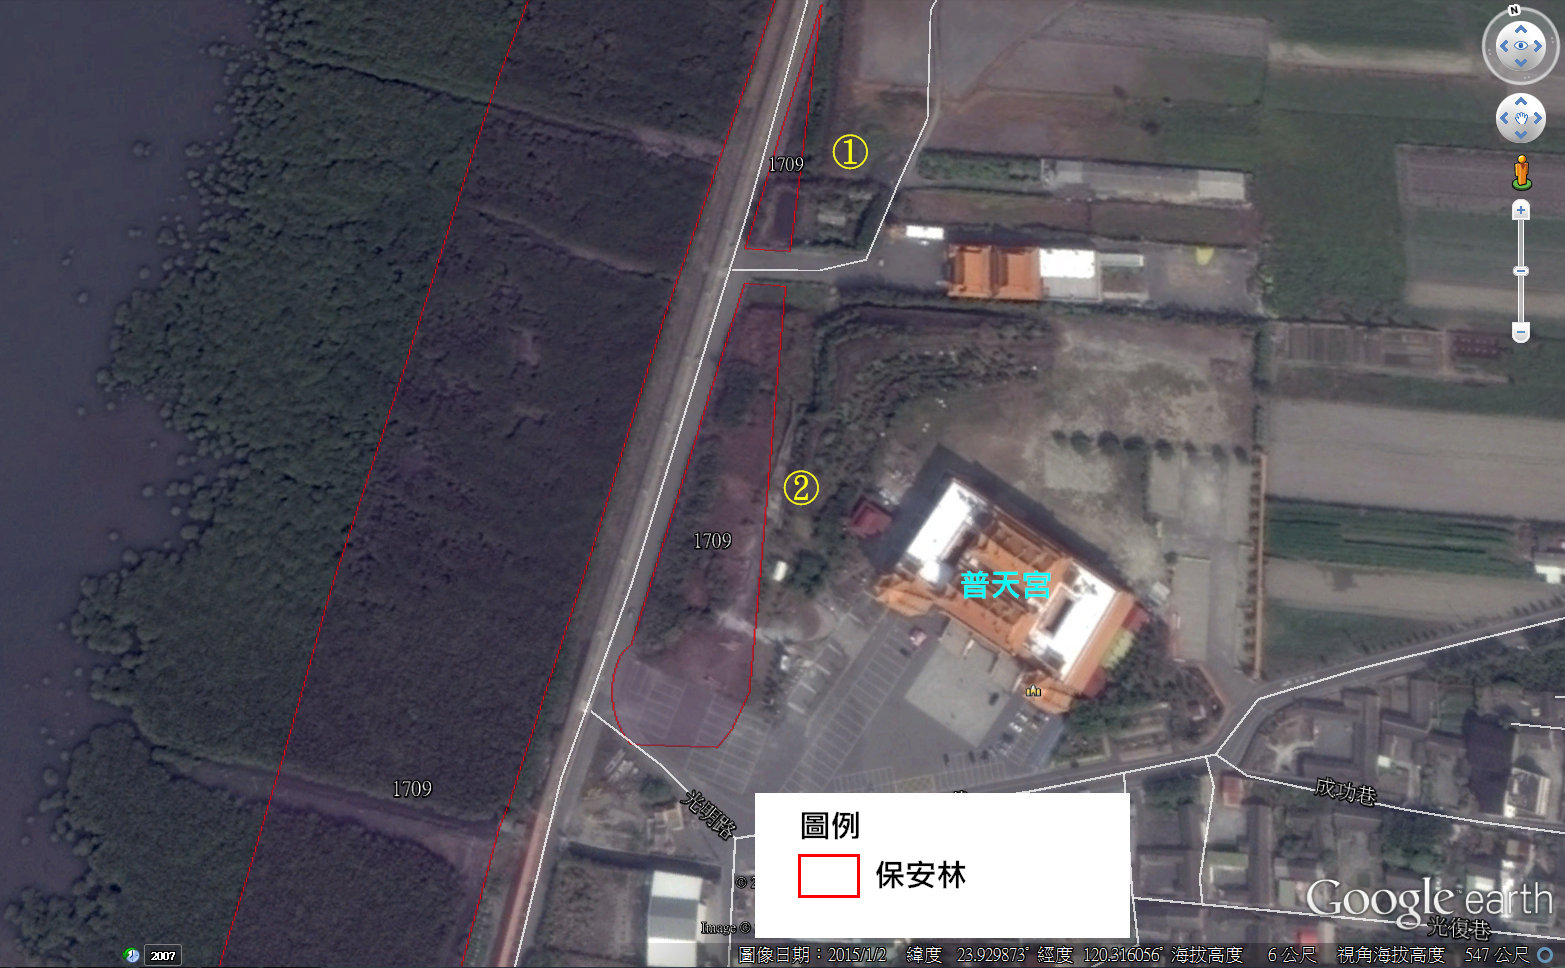 N
1709
①
②
1709
普天宮
1709
光明路
成功巷
圖例
保安林
Google earth
光復巷
Image ©
2007
圖像日期：2015/1/2 緯度 23.929873° 經度 120.316056° 海拔高度 6 公尺 視角海拔高度 547 公尺